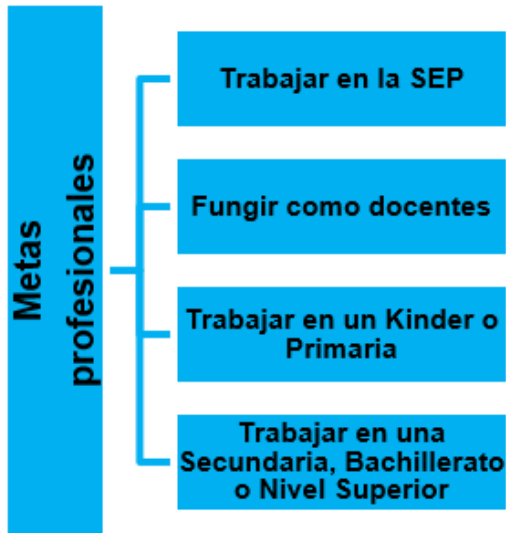 Metas
profesionales
Trabajar en la SEP
Fungir como docentes
Trabajar en un Kinder o
Primaria
Trabajar en una
Secundaria, Bachillerato
o Nivel Superior